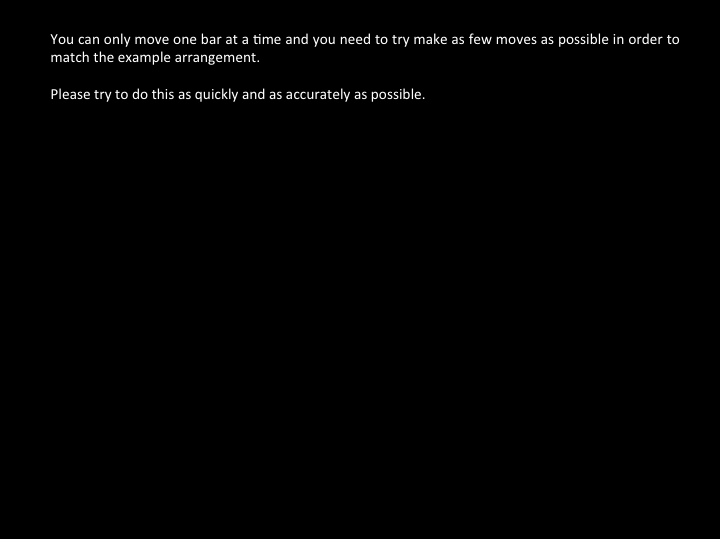 You can only move one bar at a time and you need to try make as few moves as possible in order to
match the example arrangement.
Please try to do this as quickly and as accurately as possible.